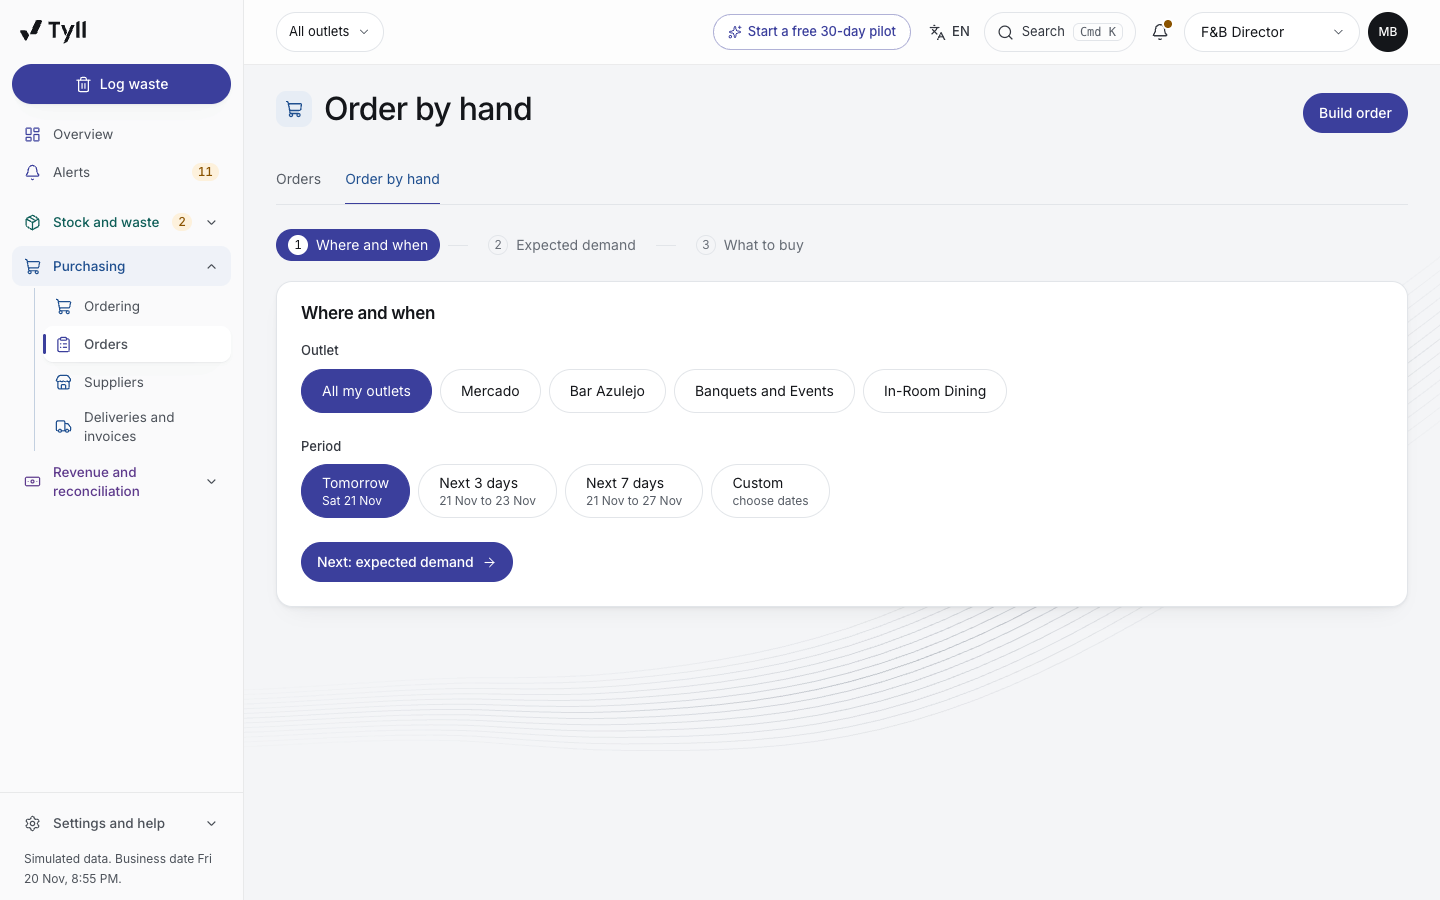 Tyll
All outlets
Start a free 30-day pilot
EN
Search
Cmd K
F&B Director
MB
Log waste
Overview
Alerts
11
Stock and waste
2
Purchasing
Ordering
Orders
Suppliers
Deliveries and
invoices
Revenue and
reconciliation
Settings and help
Simulated data. Business date Fri
20 Nov, 8:55 PM.
Order by hand
Build order
Orders
Order by hand
1 Where and when
2 Expected demand
3 What to buy
Where and when
Outlet
All my outlets
Mercado
Bar Azulejo
Banquets and Events
In-Room Dining
Period
Tomorrow
Sat 21 Nov
Next 3 days
21 Nov to 23 Nov
Next 7 days
21 Nov to 27 Nov
Custom
choose dates
Next: expected demand